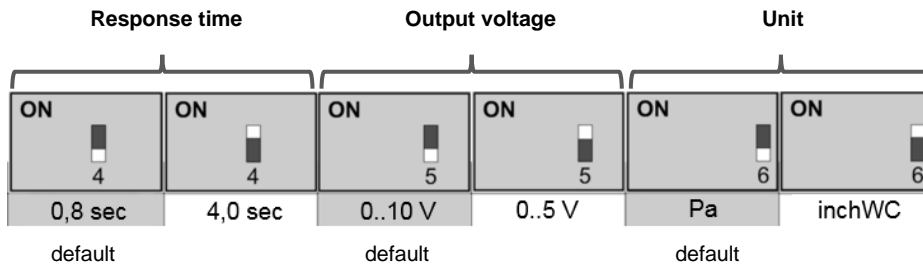 Response time Output voltage Unit
ON ON ON ON ON ON
4 4 5 5 6 6
0,8 sec 4,0 sec 0..10 V 0..5 V Pa inchWC
default default default